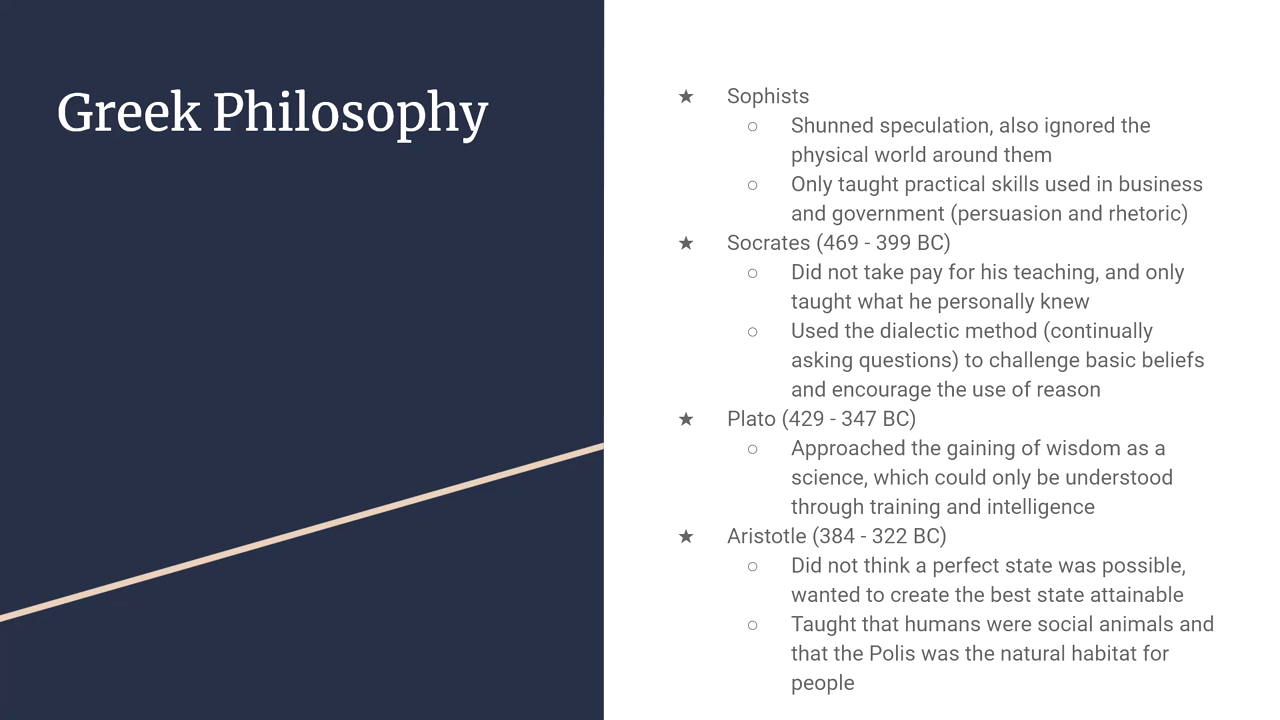 Greek Philosophy
★ Sophists
○ Shunned speculation, also ignored the
physical world around them
○ Only taught practical skills used in business
and government (persuasion and rhetoric)
★ Socrates (469 - 399 BC)
○ Did not take pay for his teaching, and only
taught what he personally knew
○ Used the dialectic method (continually
asking questions) to challenge basic beliefs
and encourage the use of reason
★ Plato (429 - 347 BC)
○ Approached the gaining of wisdom as a
science, which could only be understood
through training and intelligence
★ Aristotle (384 - 322 BC)
○ Did not think a perfect state was possible,
wanted to create the best state attainable
○ Taught that humans were social animals and
that the Polis was the natural habitat for
people